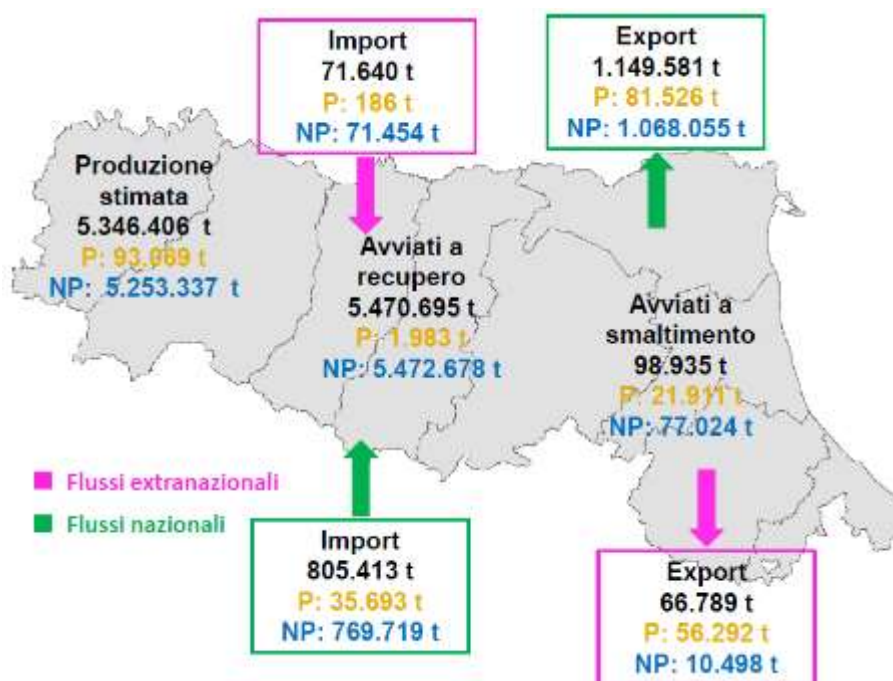 Import
71.640 t
P: 186 t
NP: 71.454 t
Export
1.149.581 t
P: 81.526 t
NP: 1.068.055 t
Produzione
stimata
5.346.406 t
P: 93.069 t
NP: 5.253.337 t
Avviati a
recupero
5.470.695 t
P: 1.983 t
NP: 5.472.678 t
Avviati a
smaltimento
98.935 t
P: 21.911 t
NP: 77.024 t
Flussi extranazionali
Flussi nazionali
Import
805.413 t
P: 35.693 t
NP: 769.719 t
Export
66.789 t
P: 56.292 t
NP: 10.498 t